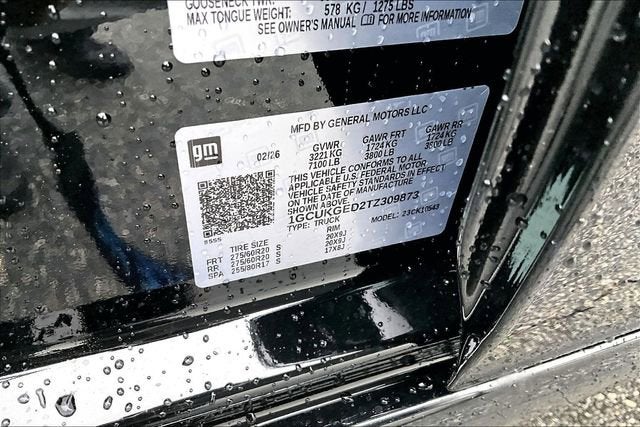 GOOSENECK TWR:
MAX TONGUE WEIGHT: 578 KG / 1275 LBS
SEE OWNER'S MANUAL FOR MORE INFORMATION
gm
MFD BY GENERAL MOTORS LLC
02/26 GVWR GAWR FRT GAWR RR
3221 KG 1724 KG 1724 KG
7100 LB 3800 LB 3800 LB
THIS VEHICLE CONFORMS TO ALL
APPLICABLE U.S. FEDERAL MOTOR
VEHICLE SAFETY STANDARDS IN EFFECT
SHOWN ABOVE.
ON THE DATE OF MANUFACTURE
1GCUKGED2TZ309873
TYPE: TRUCK MODEL: 23CK10543
TIRE SIZE RIM
FRT 275/60R20 S 20X9J
RR 275/60R20 S 20X9J
SPA 255/80R17 S 17X8J